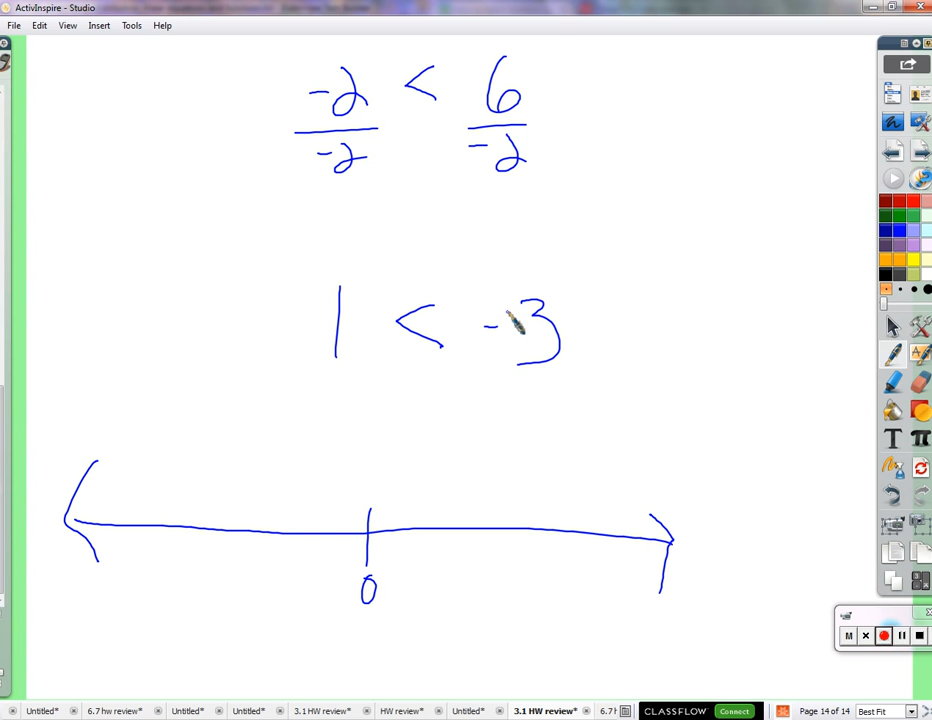 ActivInspire - Studio
File Edit View Insert Tools Help
-2 < 6
-2 -2
1 < -3
0
M
Untitled* 6.7 hw review* Untitled* Untitled* 3.1 HW review* HW review* Untitled* 3.1 HW review* 6.7 CLASSFLOW Connect Page 14 of 14 Best Fit